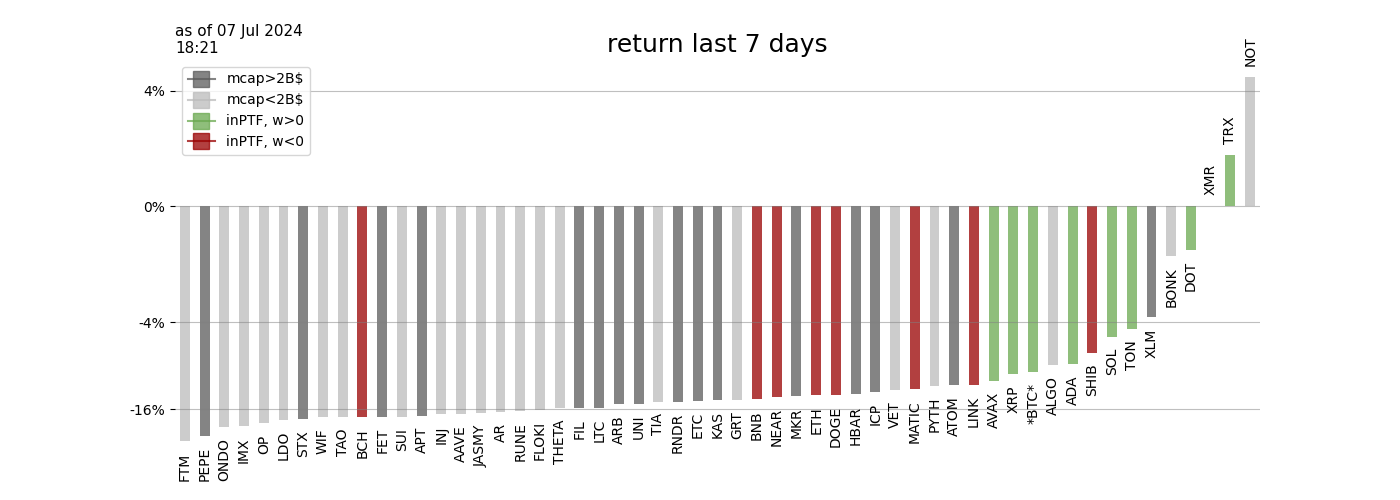 as of 07 Jul 2024
18:21
return last 7 days
mcap>2B$
mcap<2B$
inPTF, w>0
inPTF, w<0
4%
0%
-4%
-16%
FTM
PEPE
ONDO
IMX
OP
LDO
STX
WIF
TAO
BCH
FET
SUI
APT
INJ
AAVE
JASMY
AR
RUNE
FLOKI
THETA
FIL
LTC
ARB
UNI
TIA
RNDR
ETC
KAS
GRT
BNB
NEAR
MKR
ETH
DOGE
HBAR
ICP
VET
MATIC
PYTH
ATOM
LINK
AVAX
XRP
*BTC*
ALGO
ADA
SHIB
SOL
TON
XLM
BONK
DOT
XMR
TRX
NOT